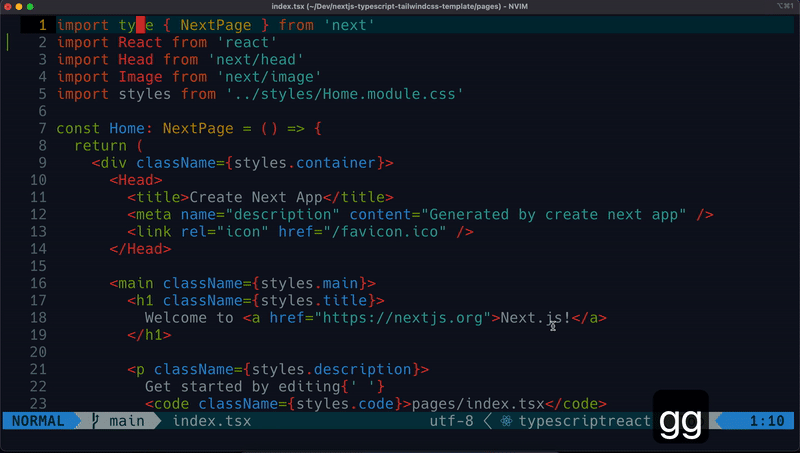 index.tsx (~/Dev/nextjs-typescript-tailwindcss-template/pages) - NVIM
⌥⌘1
1 import type { NextPage } from 'next'
2 import React from 'react'
3 import Head from 'next/head'
4 import Image from 'next/image'
5 import styles from '../styles/Home.module.css'
6
7 const Home: NextPage = () => {
8 return (
9 <div className={styles.container}>
10 <Head>
11 <title>Create Next App</title>
12 <meta name="description" content="Generated by create next app" />
13 <link rel="icon" href="/favicon.ico" />
14 </Head>
15
16 <main className={styles.main}>
17 <h1 className={styles.title}>
18 Welcome to <a href="https://nextjs.org">Next.js!</a>
19 </h1>
20
21 <p className={styles.description}>
22 Get started by editing{' '}
23 <code className={styles.code}>pages/index.tsx</code>
NORMAL main index.tsx utf-8 typescriptreact 1:10
gg